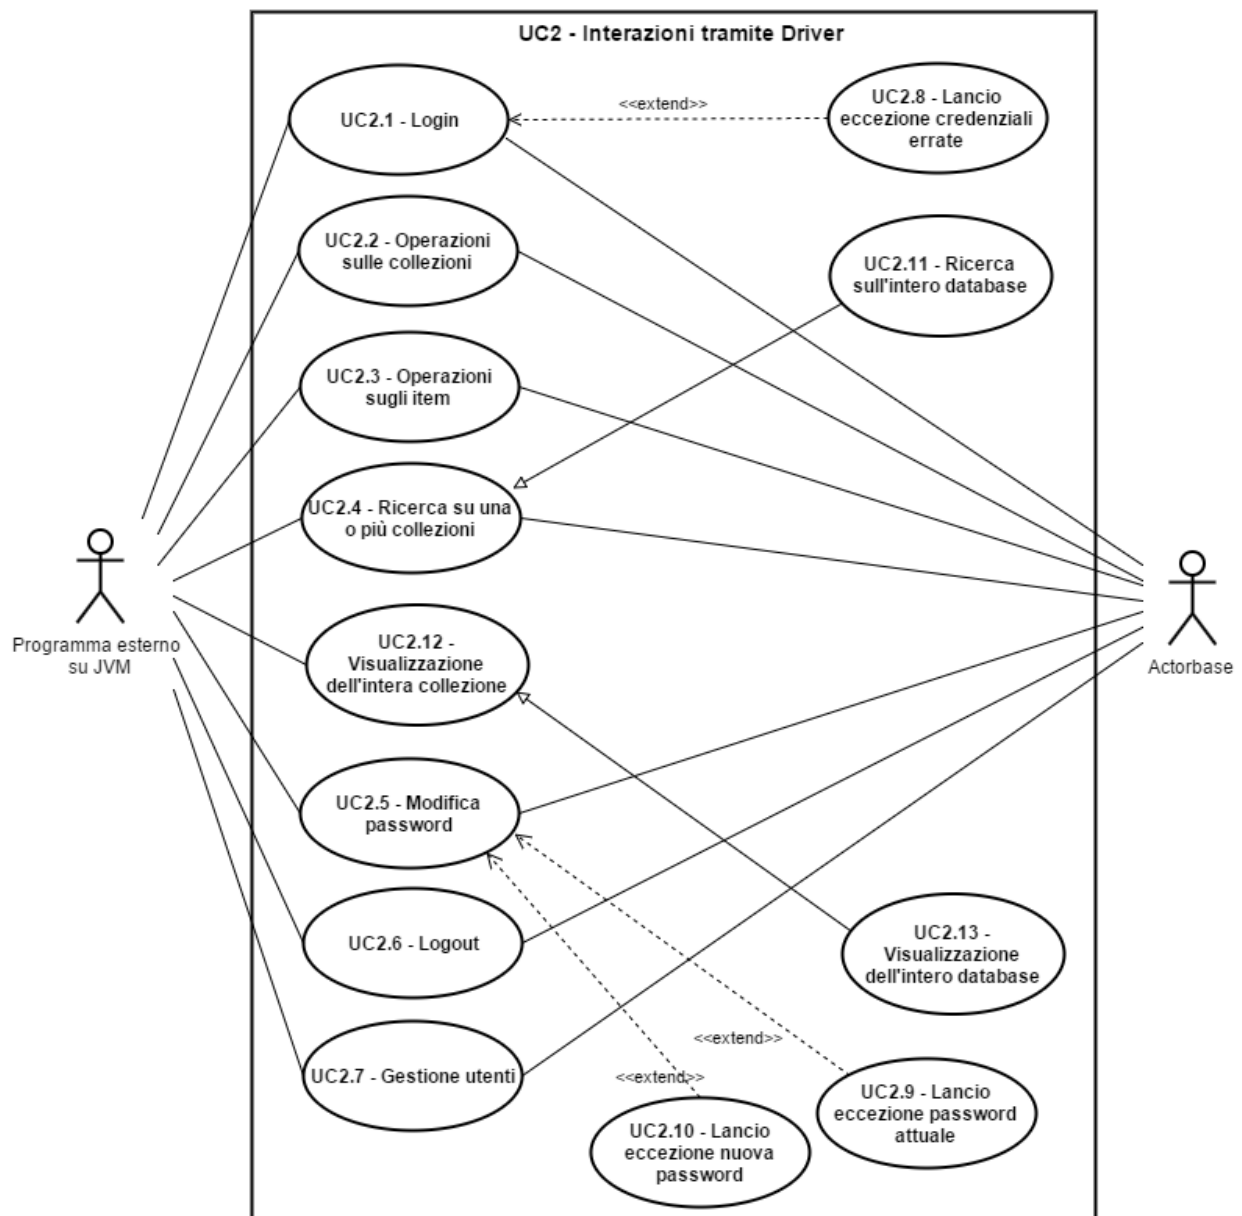 UC2 - Interazioni tramite Driver
UC2.1 - Login
<<extend>>
UC2.8 - Lancio
eccezione credenziali
errate
UC2.2 - Operazioni
sulle collezioni
UC2.11 - Ricerca
sull'intero database
UC2.3 - Operazioni
sugli item
UC2.4 - Ricerca su una
o più collezioni
Programma esterno
su JVM
Actorbase
UC2.12 -
Visualizzazione
dell'intera collezione
UC2.5 - Modifica
password
UC2.6 - Logout
UC2.13 -
Visualizzazione
dell'intero database
<<extend>>
UC2.7 - Gestione utenti
<<extend>>
UC2.9 - Lancio
eccezione password
attuale
UC2.10 - Lancio
eccezione nuova
password